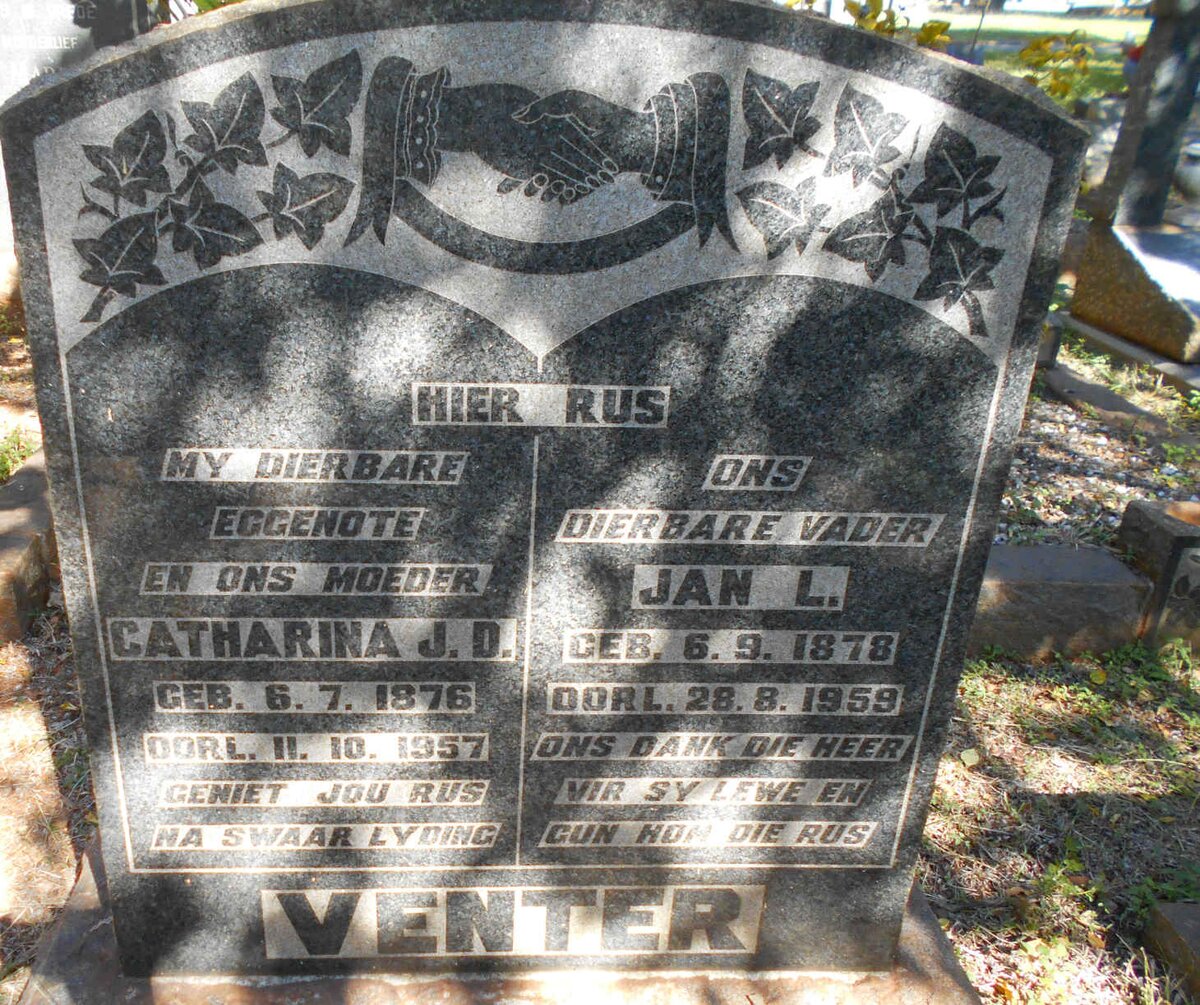 HIER RUS
MY DIERBARE
EGGENOTE
EN ONS MOEDER
CATHARINA J. D.
GEB. 6. 7. 1876
OORL. 11. 10. 1957
GENIET JOU RUS
NA SWAAR LYDING
ONS
DIERBARE VADER
JAN L.
GEB. 6. 9. 1878
OORL. 28. 8. 1959
ONS DANK DIE HEER
VIR SY LEWE EN
GUN HOM DIE RUS
VENTER